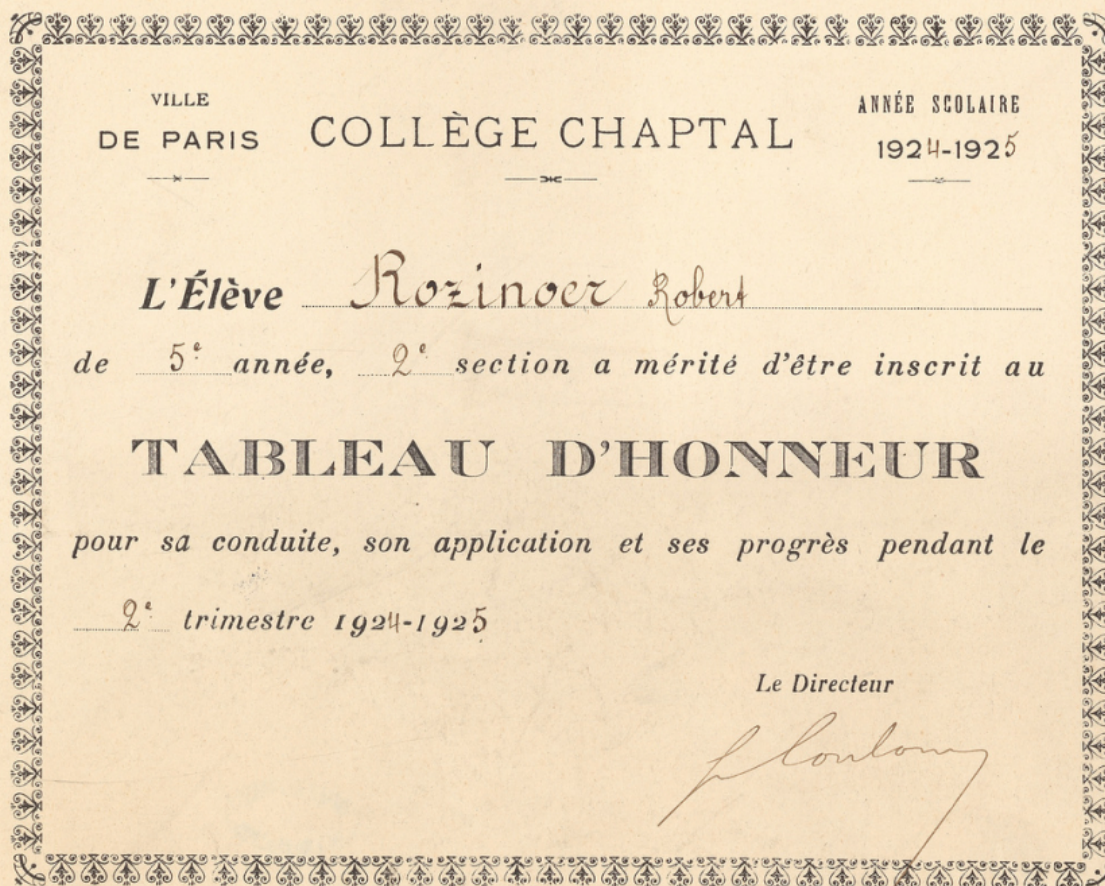 VILLE
DE PARIS
COLLÈGE CHAPTAL
ANNÉE SCOLAIRE
1924-1925
L'Élève Rozinoer Robert
de 5e année, 2e section a mérité d'être inscrit au
TABLEAU D'HONNEUR
pour sa conduite, son application et ses progrès pendant le
2e trimestre 1924-1925
Le Directeur